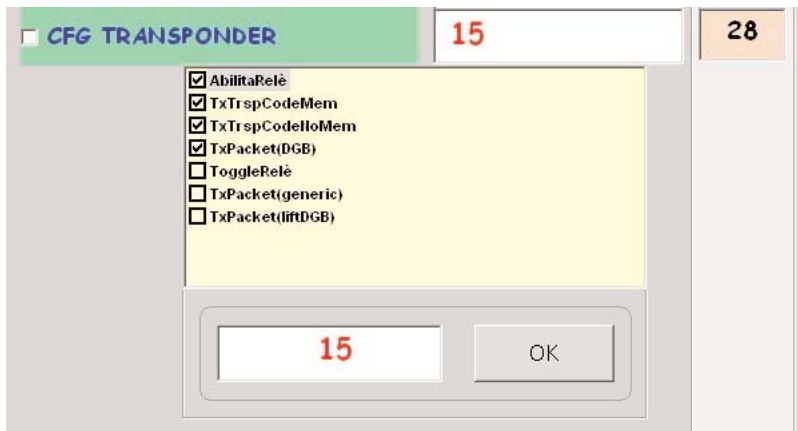 CFG TRANSPONDER 15 28
AbilitaRelè
TxTrspCodeMem
TxTrspCodeNoMem
TxPacket(DGB)
ToggleRelè
TxPacket(generic)
TxPacket(liftDGB)
15 OK